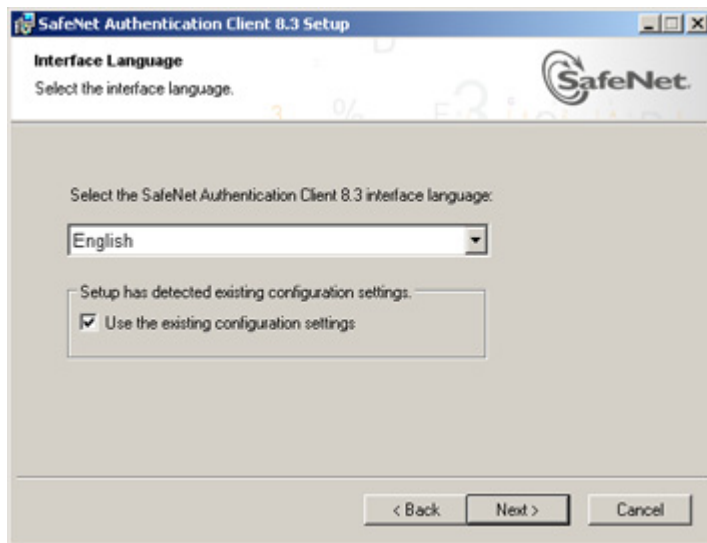 SafeNet Authentication Client 8.3 Setup
Interface Language
Select the interface language.
SafeNet.
Select the SafeNet Authentication Client 8.3 interface language:
English
Setup has detected existing configuration settings.
Use the existing configuration settings
< Back
Next >
Cancel